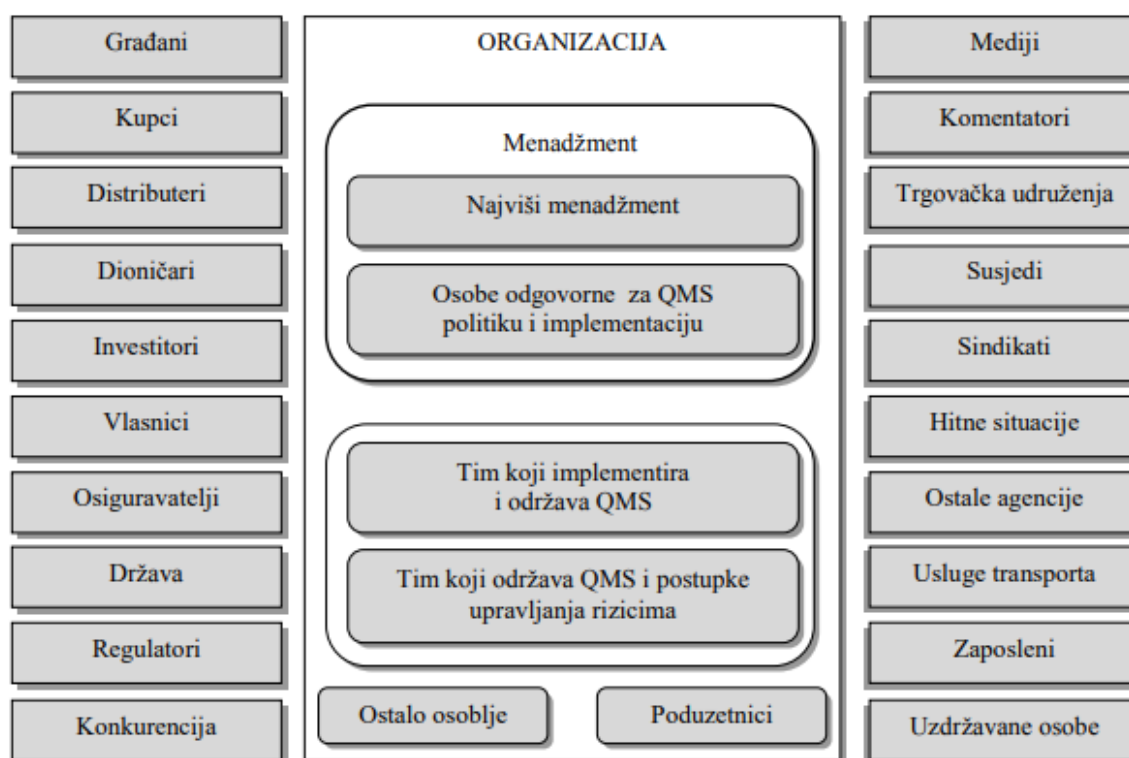 Građani
Kupci
Distributeri
Dioničari
Investitori
Vlasnici
Osiguravatelji
Država
Regulatori
Konkurencija
ORGANIZACIJA
Menadžment
Najviši menadžment
Osobe odgovorne za QMS
politiku i implementaciju
Tim koji implementira
i održava QMS
Tim koji održava QMS i postupke
upravljanja rizicima
Ostalo osoblje
Poduzetnici
Mediji
Komentatori
Trgovačka udruženja
Susjedi
Sindikati
Hitne situacije
Ostale agencije
Usluge transporta
Zaposleni
Uzdržavane osobe